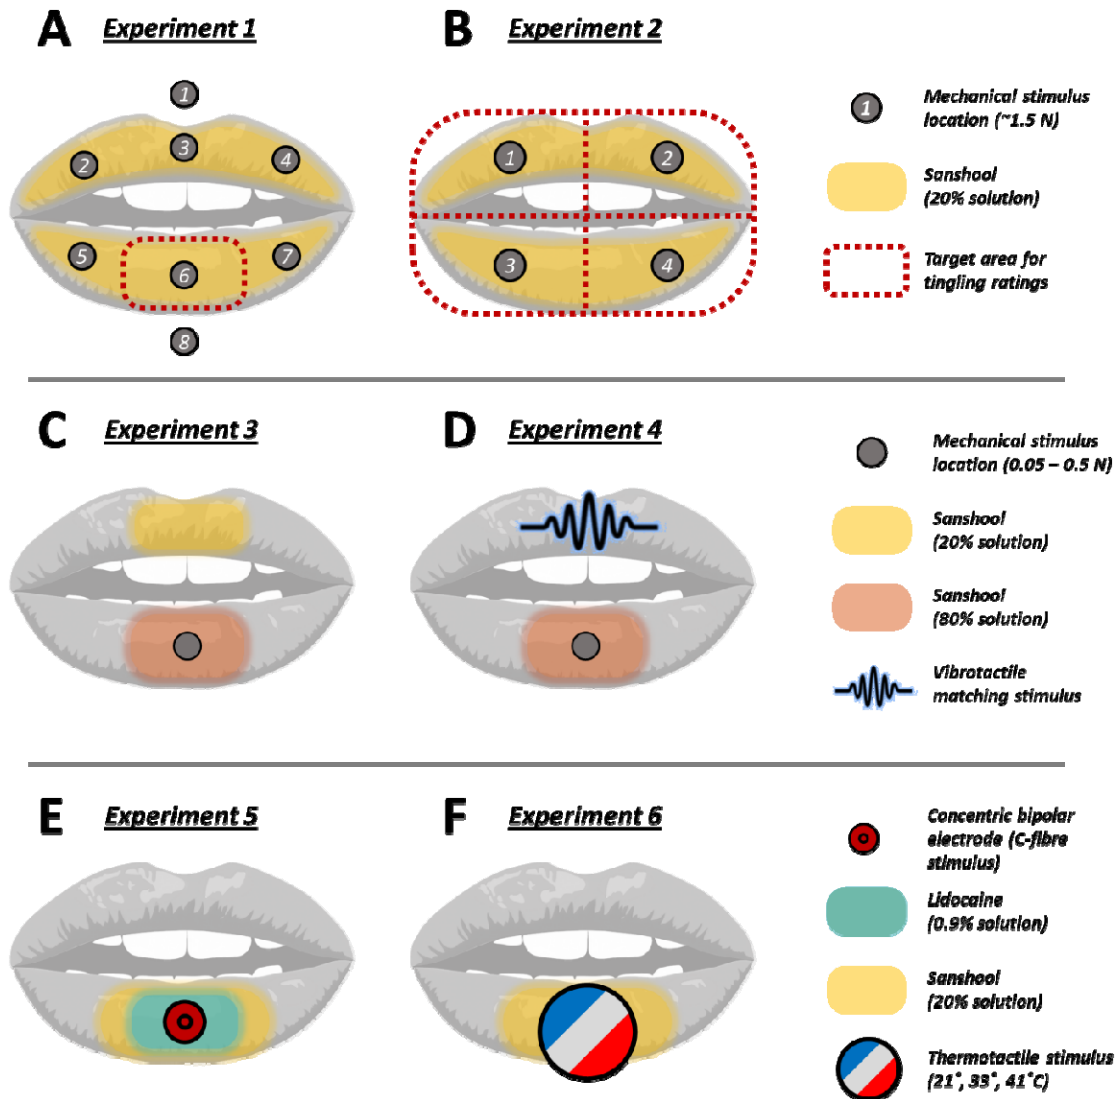 A Experiment 1
B Experiment 2
1
2
3
4
5
6
7
8
1
2
3
4
1
Mechanical stimulus
location (~1.5 N)
Sanshool
(20% solution)
Target area for
tingling ratings
C Experiment 3
D Experiment 4
Mechanical stimulus
location (0.05 – 0.5 N)
Sanshool
(20% solution)
Sanshool
(80% solution)
Vibrotactile
matching stimulus
E Experiment 5
F Experiment 6
Concentric bipolar
electrode (C-fibre
stimulus)
Lidocaine
(0.9% solution)
Sanshool
(20% solution)
Thermotactile stimulus
(21˚, 33˚, 41˚C)